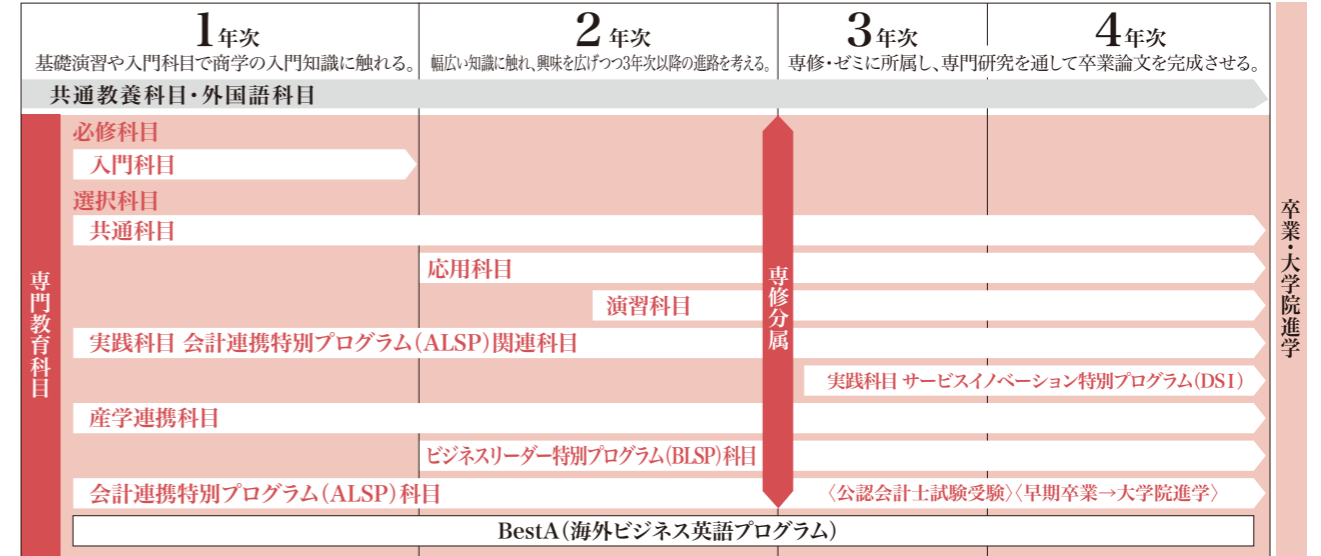 1年次
基礎演習や入門科目で商学の入門知識に触れる。
2年次
幅広い知識に触れ、興味を広げつつ3年次以降の進路を考える。
3年次
4年次
専修・ゼミに所属し、専門研究を通して卒業論文を完成させる。
共通教養科目・外国語科目
専門教育科目
必修科目
入門科目
選択科目
共通科目
応用科目
演習科目
実践科目 会計連携特別プログラム(ALSP)関連科目
実践科目 サービスイノベーション特別プログラム(DSI)
産学連携科目
ビジネスリーダー特別プログラム(BLSP)科目
会計連携特別プログラム(ALSP)科目
〈公認会計士試験受験〉〈早期卒業→大学院進学〉
BestA(海外ビジネス英語プログラム)
専修分属
卒業・大学院進学